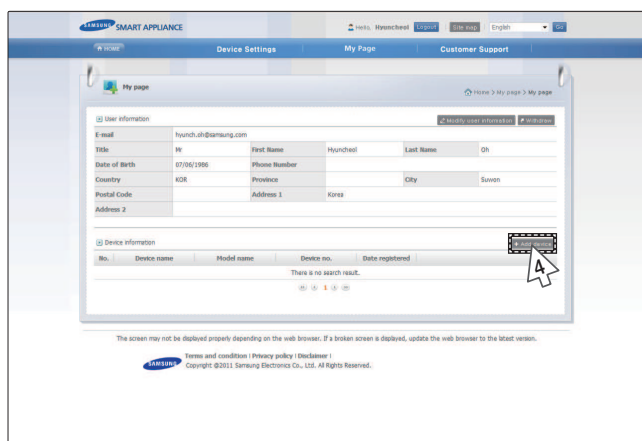 SAMSUNG SMART APPLIANCE Hello, Hyuncheol Logout Site map English Go
HOME Device Settings My Page Customer Support
My page Home > My page > My page
User information Modify user information Withdraw
E-mail hyunch.oh@samsung.com
Title Mr First Name Hyuncheol Last Name Oh
Date of Birth 07/06/1986 Phone Number
Country KOR Province City Suwon
Postal Code Address 1 Korea
Address 2
Device information + Add device
4
No. Device name Model name Device no. Date registered
There is no search result.
1
The screen may not be displayed properly depending on the web browser. If a broken screen is displayed, update the web browser to the latest version.
Terms and condition | Privacy policy | Disclaimer |
SAMSUNG Copyright @2011 Samsung Electronics Co., Ltd. All Rights Reserved.